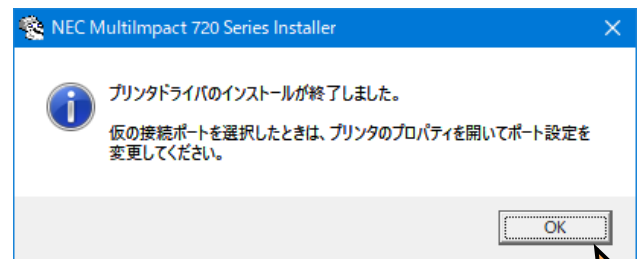 NEC MultiImpact 720 Series Installer
プリンタドライバのインストールが終了しました。
仮の接続ポートを選択したときは、プリンタのプロパティを開いてポート設定を
変更してください。
OK